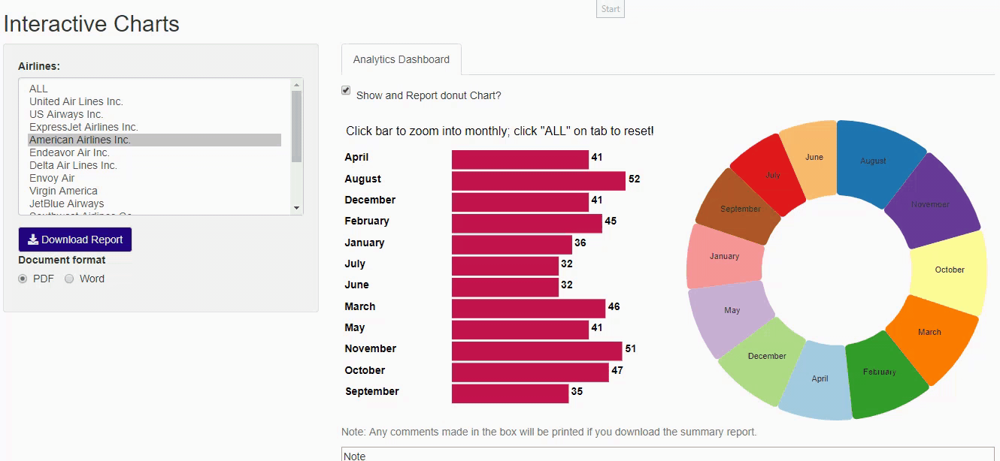 Start
Interactive Charts
Airlines:
ALL
United Air Lines Inc.
US Airways Inc.
ExpressJet Airlines Inc.
American Airlines Inc.
Endeavor Air Inc.
Delta Air Lines Inc.
Envoy Air
Virgin America
JetBlue Airways
Download Report
Document format
PDF Word
Analytics Dashboard
Show and Report donut Chart?
Click bar to zoom into monthly; click "ALL" on tab to reset!
April 41
August 52
December 41
February 45
January 36
July 32
June 32
March 46
May 41
November 51
October 47
September 35
June
August
July
November
September
January
October
May
March
December
February
April
Note: Any comments made in the box will be printed if you download the summary report.
Note